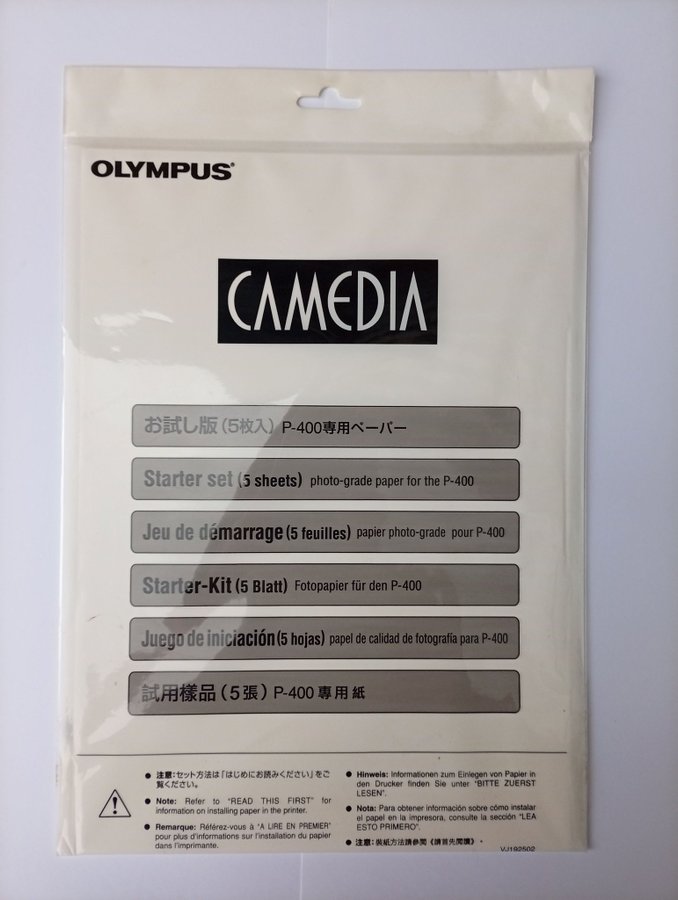 OLYMPUS®
CAMEDIA
お試し版(5枚入) P-400専用ペーパー
Starter set (5 sheets) photo-grade paper for the P-400
Jeu de démarrage (5 feuilles) papier photo-grade pour P-400
Starter-Kit (5 Blatt) Fotopapier für den P-400
Juego de iniciación (5 hojas) papel de calidad de fotografía para P-400
試用樣品(5張) P-400 專用紙
● 注意:セット方法は「はじめにお読みください」をご
覧ください。
● Note: Refer to "READ THIS FIRST" for
information on installing paper in the printer.
● Remarque: Référez-vous à "A LIRE EN PREMIER"
pour plus d'informations sur l'installation du papier
dans l'imprimante.
● Hinweis: Informationen zum Einlegen von Papier in
den Drucker finden Sie unter "BITTE ZUERST
LESEN".
● Nota: Para obtener información sobre cómo instalar
el papel en la impresora, consulte la sección "LEA
ESTO PRIMERO".
● 注意:裝紙方法請參閱《請首先閱讀》。
VJ192502